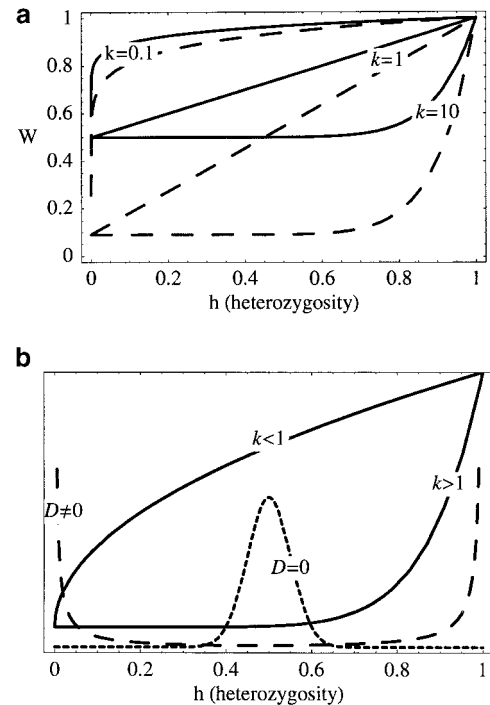 a
1
0.8
W
0.6
0.4
0.2
0
k=0.1
k=1
k=10
0 0.2 0.4 0.6 0.8 1
h (heterozygosity)
b
k<1
k>1
D≠0
D=0
0 0.2 0.4 0.6 0.8 1
h (heterozygosity)